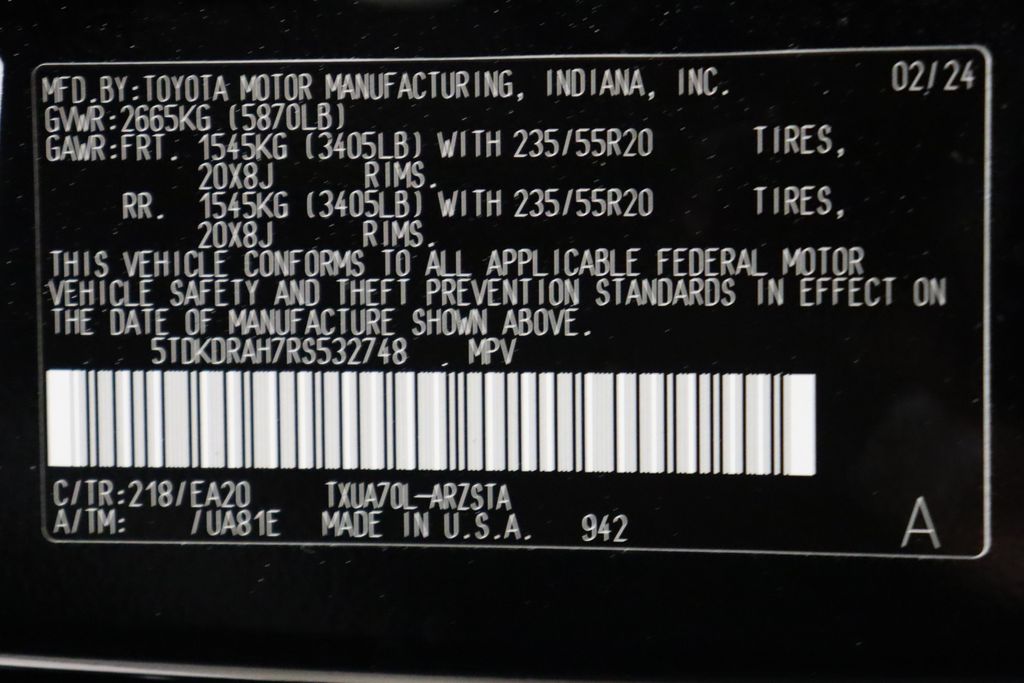 MFD.BY:TOYOTA MOTOR MANUFACTURING, INDIANA, INC. 02/24
GVWR:2665KG (5870LB)
GAWR:FRT. 1545KG (3405LB) WITH 235/55R20 TIRES,
20X8J RIMS.
RR. 1545KG (3405LB) WITH 235/55R20 TIRES,
20X8J RIMS.
THIS VEHICLE CONFORMS TO ALL APPLICABLE FEDERAL MOTOR
VEHICLE SAFETY AND THEFT PREVENTION STANDARDS IN EFFECT ON
THE DATE OF MANUFACTURE SHOWN ABOVE.
5TDKDRAH7RS532748 MPV
C/TR:218/EA20 TXUA70L-ARZSTA
A/TM: /UA81E MADE IN U.S.A. 942 A